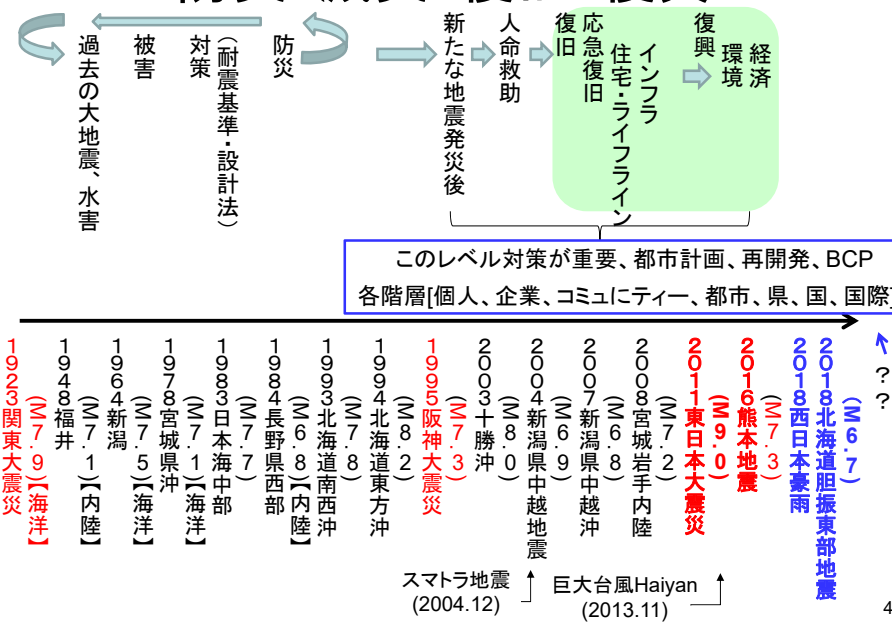 過去の大地震、水害
被害
対策
(耐震基準・設計法)
防災
新たな地震発災後
人命救助
復旧
応急復旧
住宅・ライフライン
インフラ
復興
環境
経済
このレベル対策が重要、都市計画、再開発、BCP
各階層[個人、企業、コミュにティー、都市、県、国、国際]
1923関東大震災
(M7.9)【海洋】
1948福井
(M7.1)【内陸】
1964新潟
(M7.5)【海洋】
1978宮城県沖
(M7.1)【海洋】
1983日本海中部
(M7.7)
1984長野県西部
(M6.8)【内陸】
1993北海道南西沖
(M7.8)
1994北海道東方沖
(M8.2)
1995阪神大震災
(M7.3)
2003十勝沖
(M8.0)
2004新潟県中越地震
(M6.9)
2007新潟県中越沖
(M6.8)
2008宮城岩手内陸
(M7.2)
2011東日本大震災
(M9.0)
2016熊本地震
(M7.3)
2018西日本豪雨
2018北海道胆振東部地震
(M6.7)
??
スマトラ地震
(2004.12)
巨大台風Haiyan
(2013.11)
4